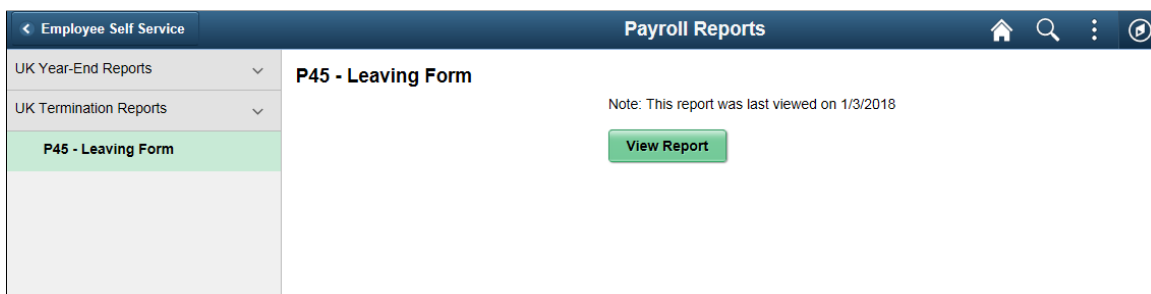 Employee Self Service
Payroll Reports
UK Year-End Reports
UK Termination Reports
P45 - Leaving Form
P45 - Leaving Form
Note: This report was last viewed on 1/3/2018
View Report